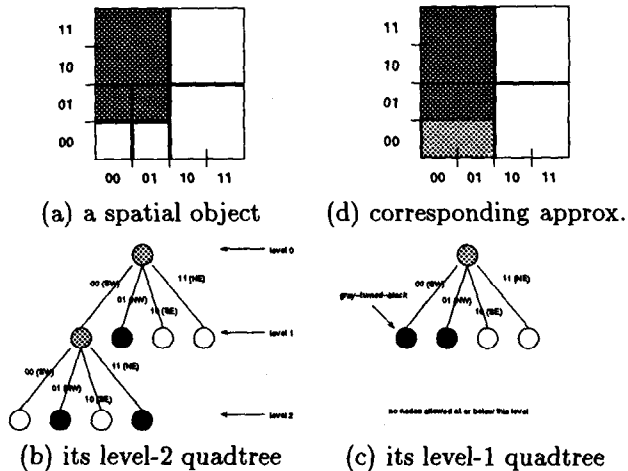 11
10
01
00
00 01 10 11
(a) a spatial object
11
10
01
00
00 01 10 11
(d) corresponding approx.
level 0
00 (SW)
01 (NW)
10 (SE)
11 (NE)
level 1
00 (SW)
01 (NW)
10 (SE)
11 (NE)
level 2
(b) its level-2 quadtree
gray-turned-black
00 (SW)
01 (NW)
10 (SE)
11 (NE)
no nodes allowed at or below this level
(c) its level-1 quadtree